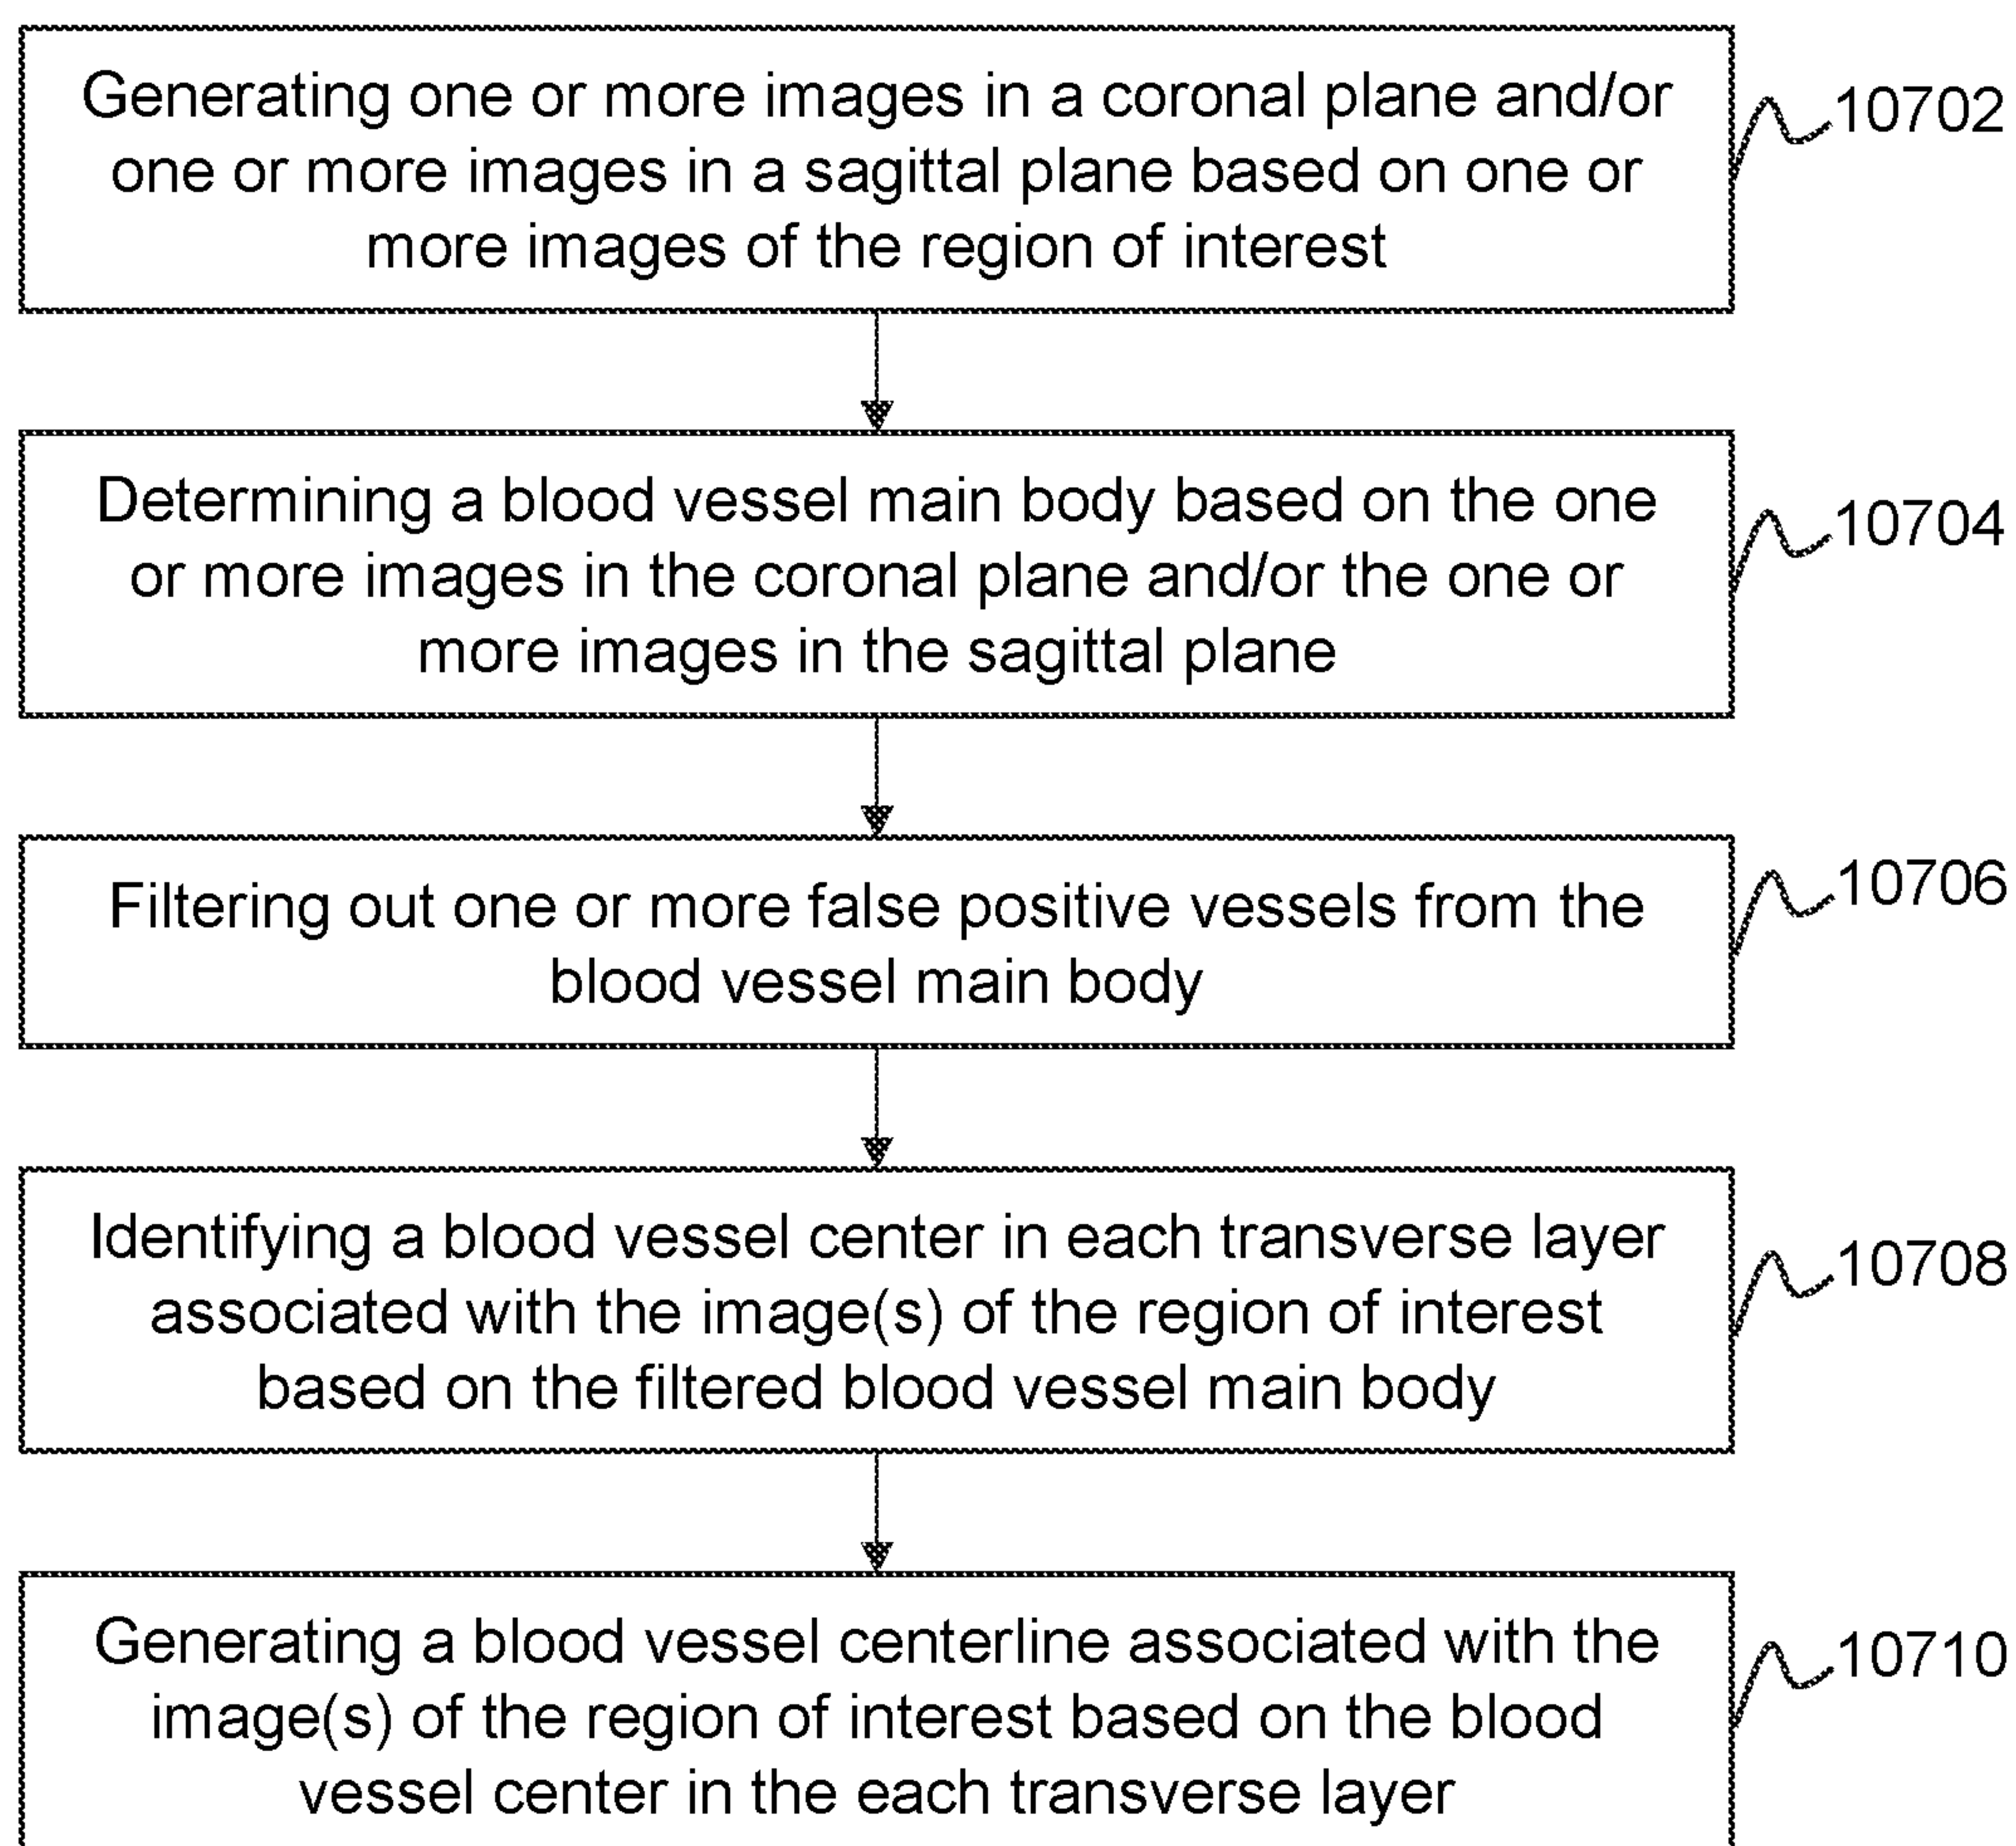 Generating one or more images in a coronal plane and/or
one or more images in a sagittal plane based on one or
more images of the region of interest
10702
Determining a blood vessel main body based on the one
or more images in the coronal plane and/or the one or
more images in the sagittal plane
10704
Filtering out one or more false positive vessels from the
blood vessel main body
10706
Identifying a blood vessel center in each transverse layer
associated with the image(s) of the region of interest
based on the filtered blood vessel main body
10708
Generating a blood vessel centerline associated with the
image(s) of the region of interest based on the blood
vessel center in the each transverse layer
10710